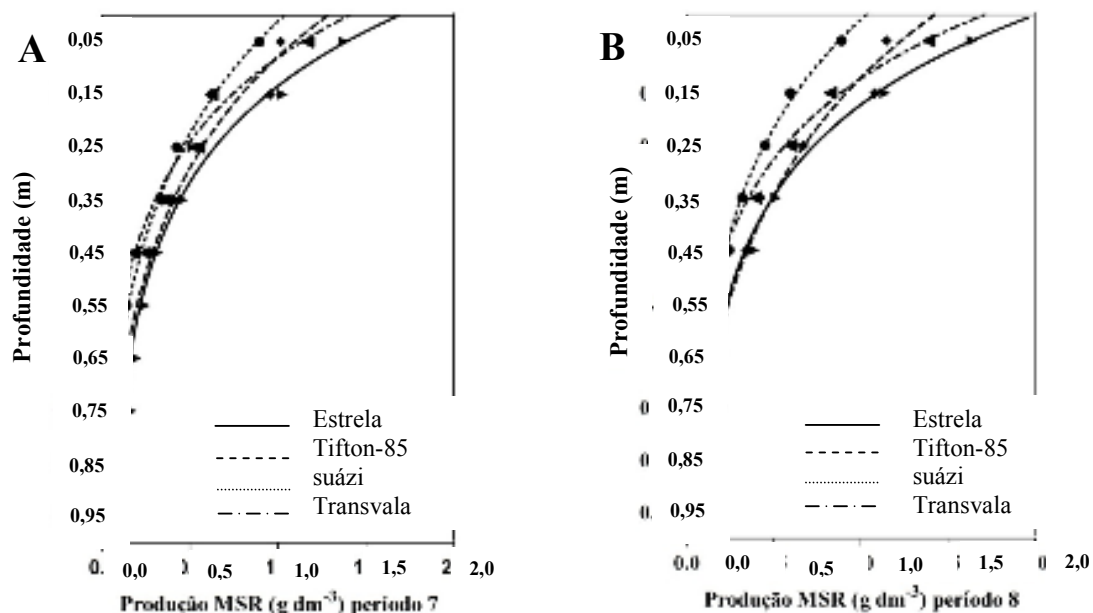 A
B
Profundidade (m)
0,05
0,15
0,25
0,35
0,45
0,55
0,65
0,75
0,85
0,95
Estrela
Tifton-85
suázi
Transvala
0,0 0,5 1,0 1,5 2,0
Produção MSR (g dm⁻³) período 7
Profundidade (m)
0,05
0,15
0,25
0,35
0,45
0,55
0,65
0,75
0,85
0,95
Estrela
Tifton-85
suázi
Transvala
0,0 0,5 1,0 1,5 2,0
Produção MSR (g dm⁻³) período 8